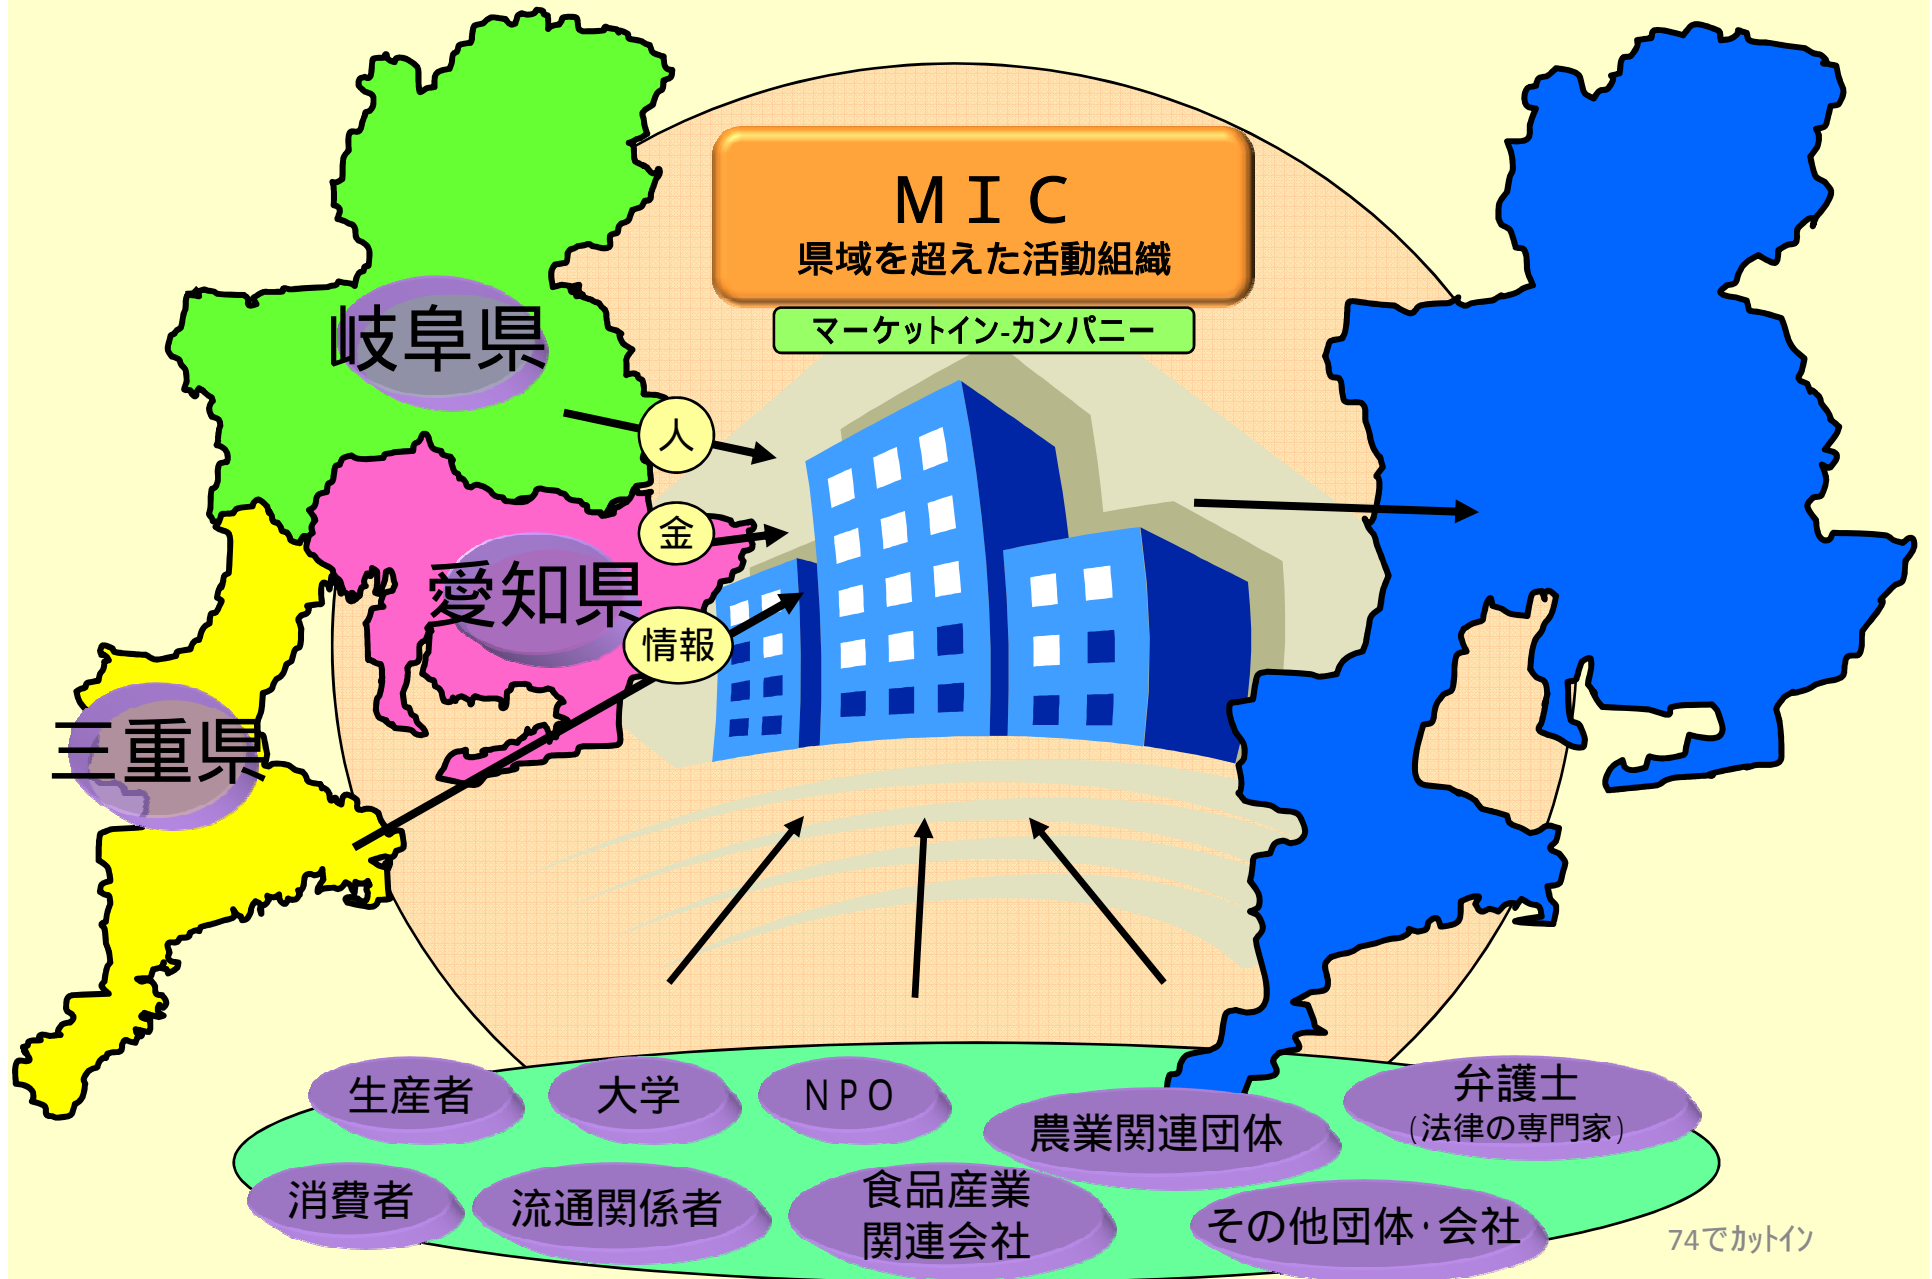 ＭＩＣ
県域を超えた活動組織
マーケットイン-カンパニー
岐阜県
人
金
愛知県
情報
三重県
生産者
大学
ＮＰＯ
農業関連団体
弁護士
(法律の専門家)
消費者
流通関係者
食品産業
関連会社
その他団体･会社
74でｶｯﾄｲﾝ